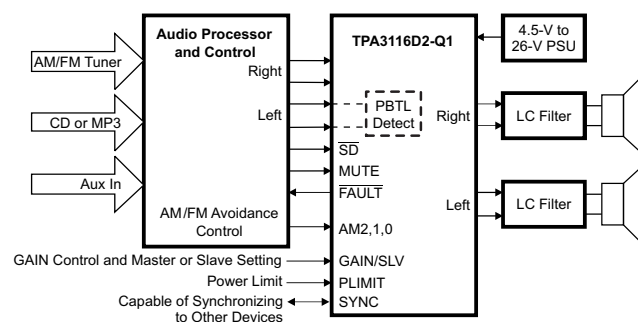 Audio Processor
and Control
TPA3116D2-Q1
4.5-V to
26-V PSU
AM/FM Tuner
Right
CD or MP3
Left
PBTL
Detect
Right
LC Filter
SD
MUTE
Aux In
FAULT
Left
LC Filter
AM/FM Avoidance
Control
AM2,1,0
GAIN Control and Master or Slave Setting
GAIN/SLV
Power Limit
PLIMIT
Capable of Synchronizing
to Other Devices
SYNC